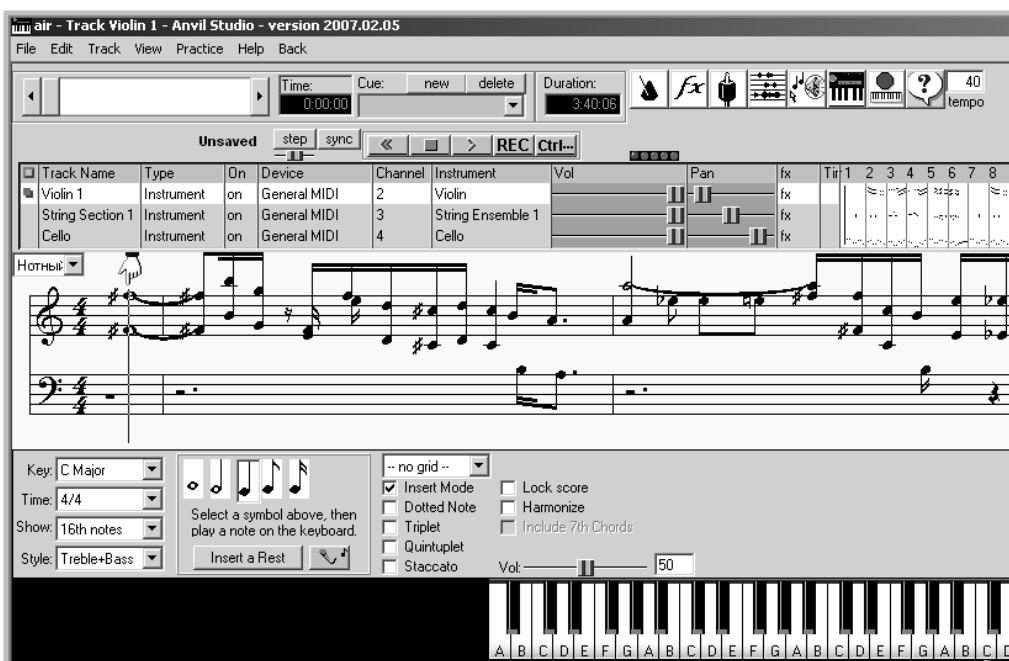 air - Track Violin 1 - Anvil Studio - version 2007.02.05
File Edit Track View Practice Help Back
Time: Cue: new delete Duration:
0:00:00 3:40:06
fx ? 40
tempo
Unsaved step sync REC Ctrl...
Track Name Type On Device Channel Instrument Vol Pan fx Tir 1 2 3 4 5 6 7 8
Violin 1 Instrument on General MIDI 2 Violin fx
String Section 1 Instrument on General MIDI 3 String Ensemble 1 fx
Cello Instrument on General MIDI 4 Cello fx
Нотный
4 4
4 4
Key: C Major
Time: 4/4
Show: 16th notes
Style: Treble+Bass
Select a symbol above, then
play a note on the keyboard.
Insert a Rest
-- no grid --
Insert Mode Lock score
Dotted Note Harmonize
Triplet Include 7th Chords
Quintuplet
Staccato Vol: 50
A B C D E F G A B C D E F G A B C D E F G A B C D